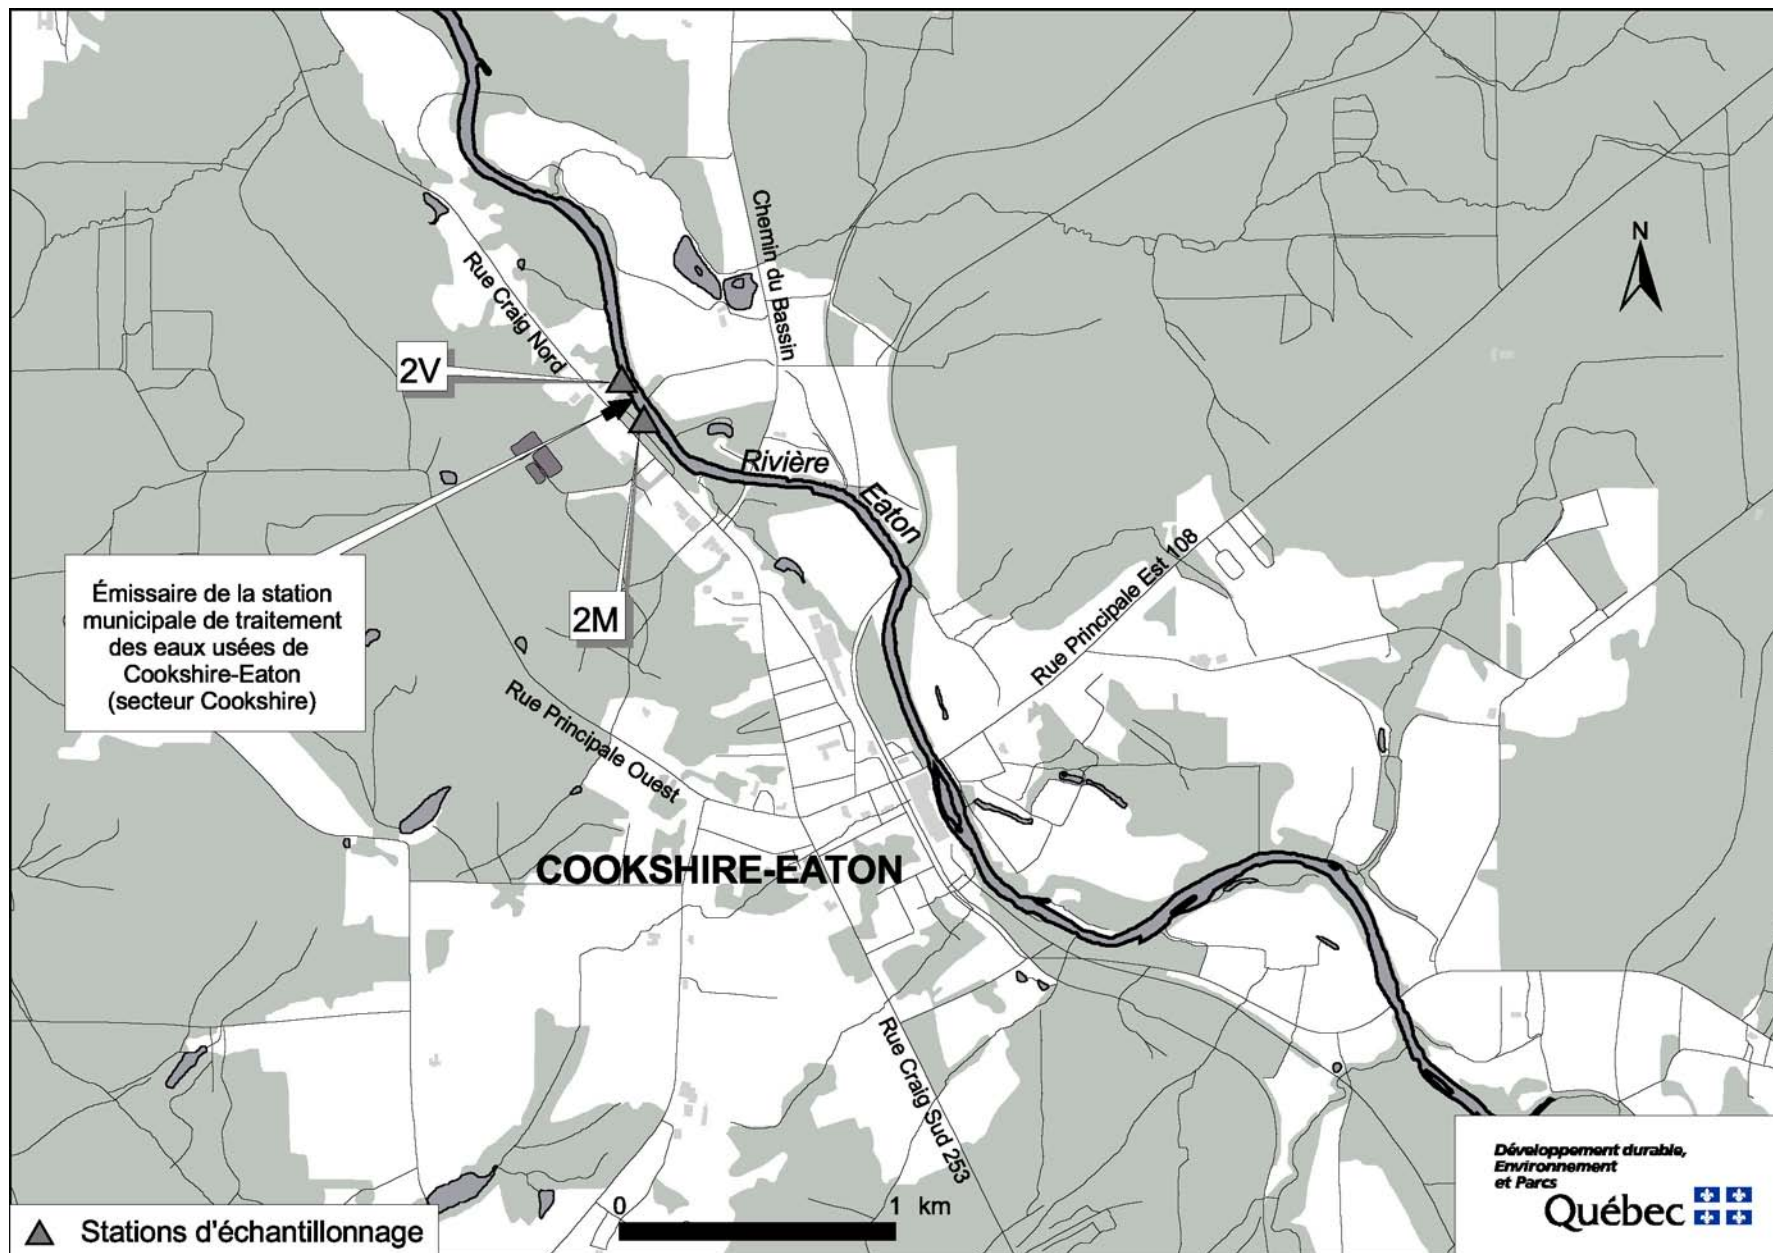 N
Chemin du Bassin
Rue Craig Nord
2V
Rivière
Eaton
Rue Principale Est 108
Émissaire de la station
municipale de traitement
des eaux usées de
Cookshire-Eaton
(secteur Cookshire)
2M
Rue Principale Ouest
COOKSHIRE-EATON
Rue Craig Sud 253
Développement durable,
Environnement
et Parcs
Québec
0 1 km
Stations d'échantillonnage